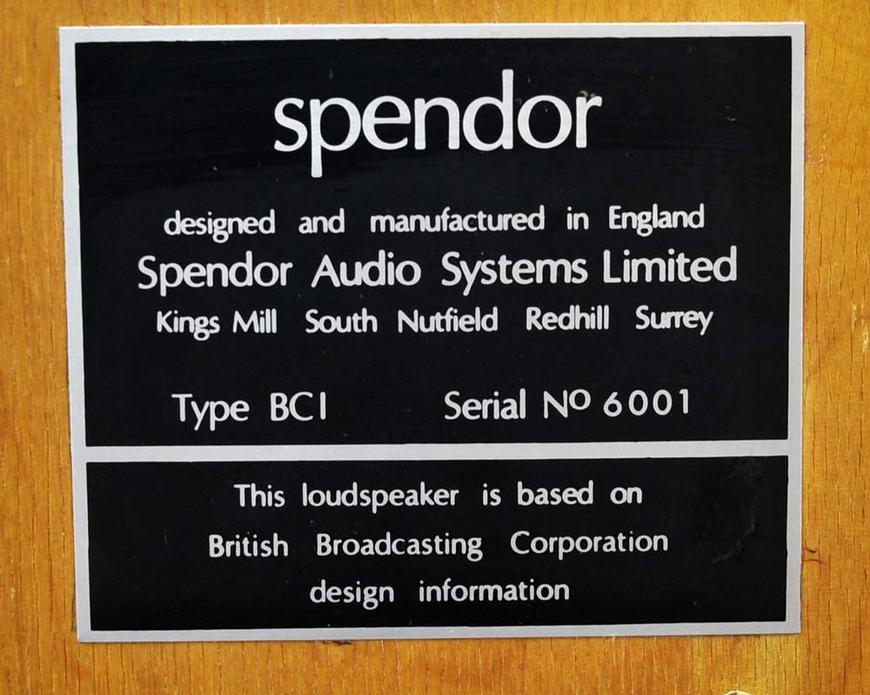 spendor
designed and manufactured in England
Spendor Audio Systems Limited
Kings Mill South Nutfield Redhill Surrey
Type BC1 Serial Nº 6001
This loudspeaker is based on
British Broadcasting Corporation
design information